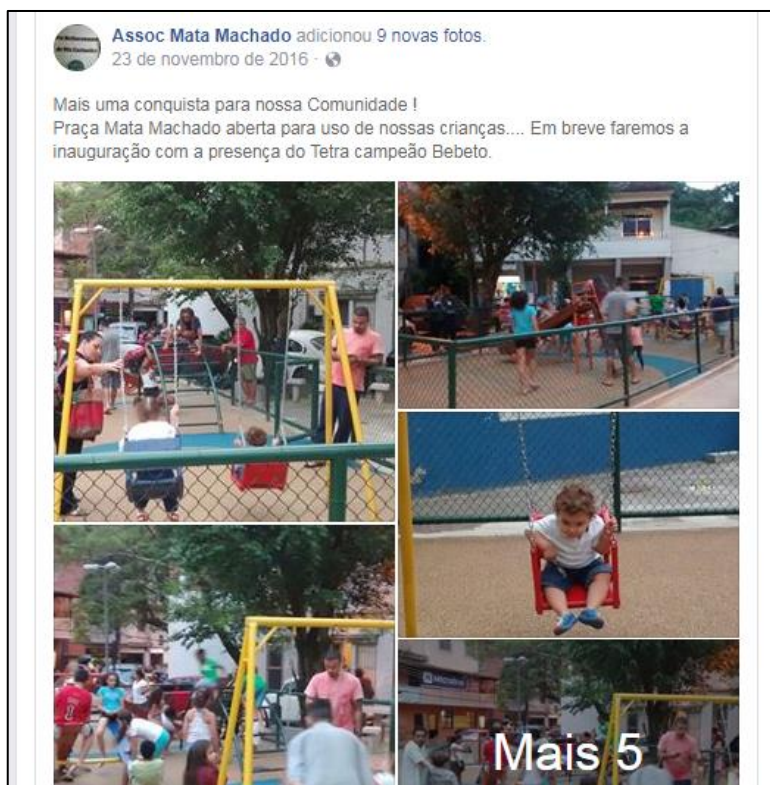 Assoc Mata Machado adicionou 9 novas fotos.
23 de novembro de 2016 ·
Mais uma conquista para nossa Comunidade !
Praça Mata Machado aberta para uso de nossas crianças.... Em breve faremos a
inauguração com a presença do Tetra campeão Bebeto.
Mais 5